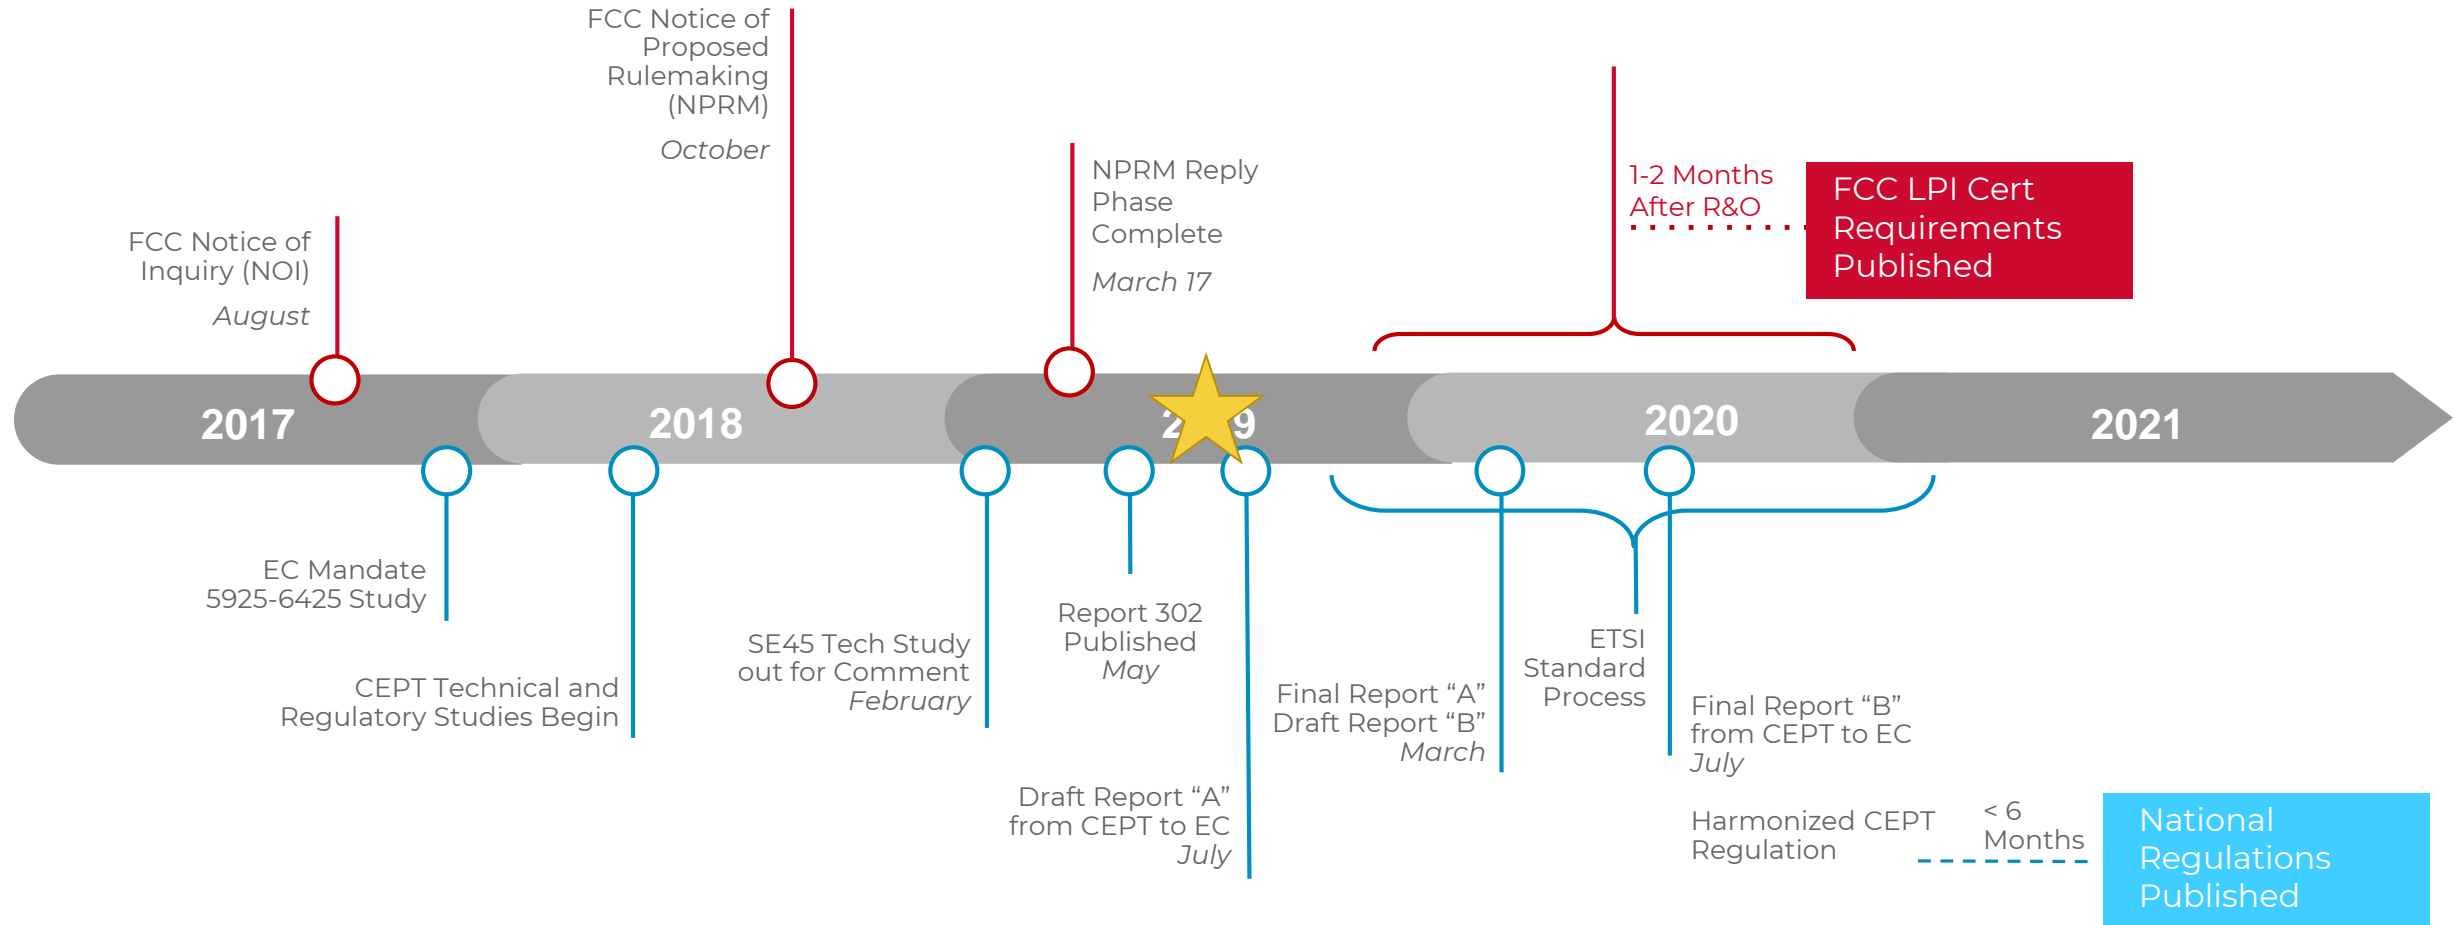 FCC Notice of
Proposed
Rulemaking
(NPRM)
October
FCC Notice of
Inquiry (NOI)
August
NPRM Reply
Phase
Complete
March 17
1-2 Months
After R&O
FCC LPI Cert
Requirements
Published
2017
2018
2 9
2020
2021
EC Mandate
5925-6425 Study
CEPT Technical and
Regulatory Studies Begin
SE45 Tech Study
out for Comment
February
Report 302
Published
May
Draft Report “A”
from CEPT to EC
July
Final Report “A”
Draft Report “B”
March
ETSI
Standard
Process
Final Report “B”
from CEPT to EC
July
Harmonized CEPT
Regulation
< 6
Months
National
Regulations
Published